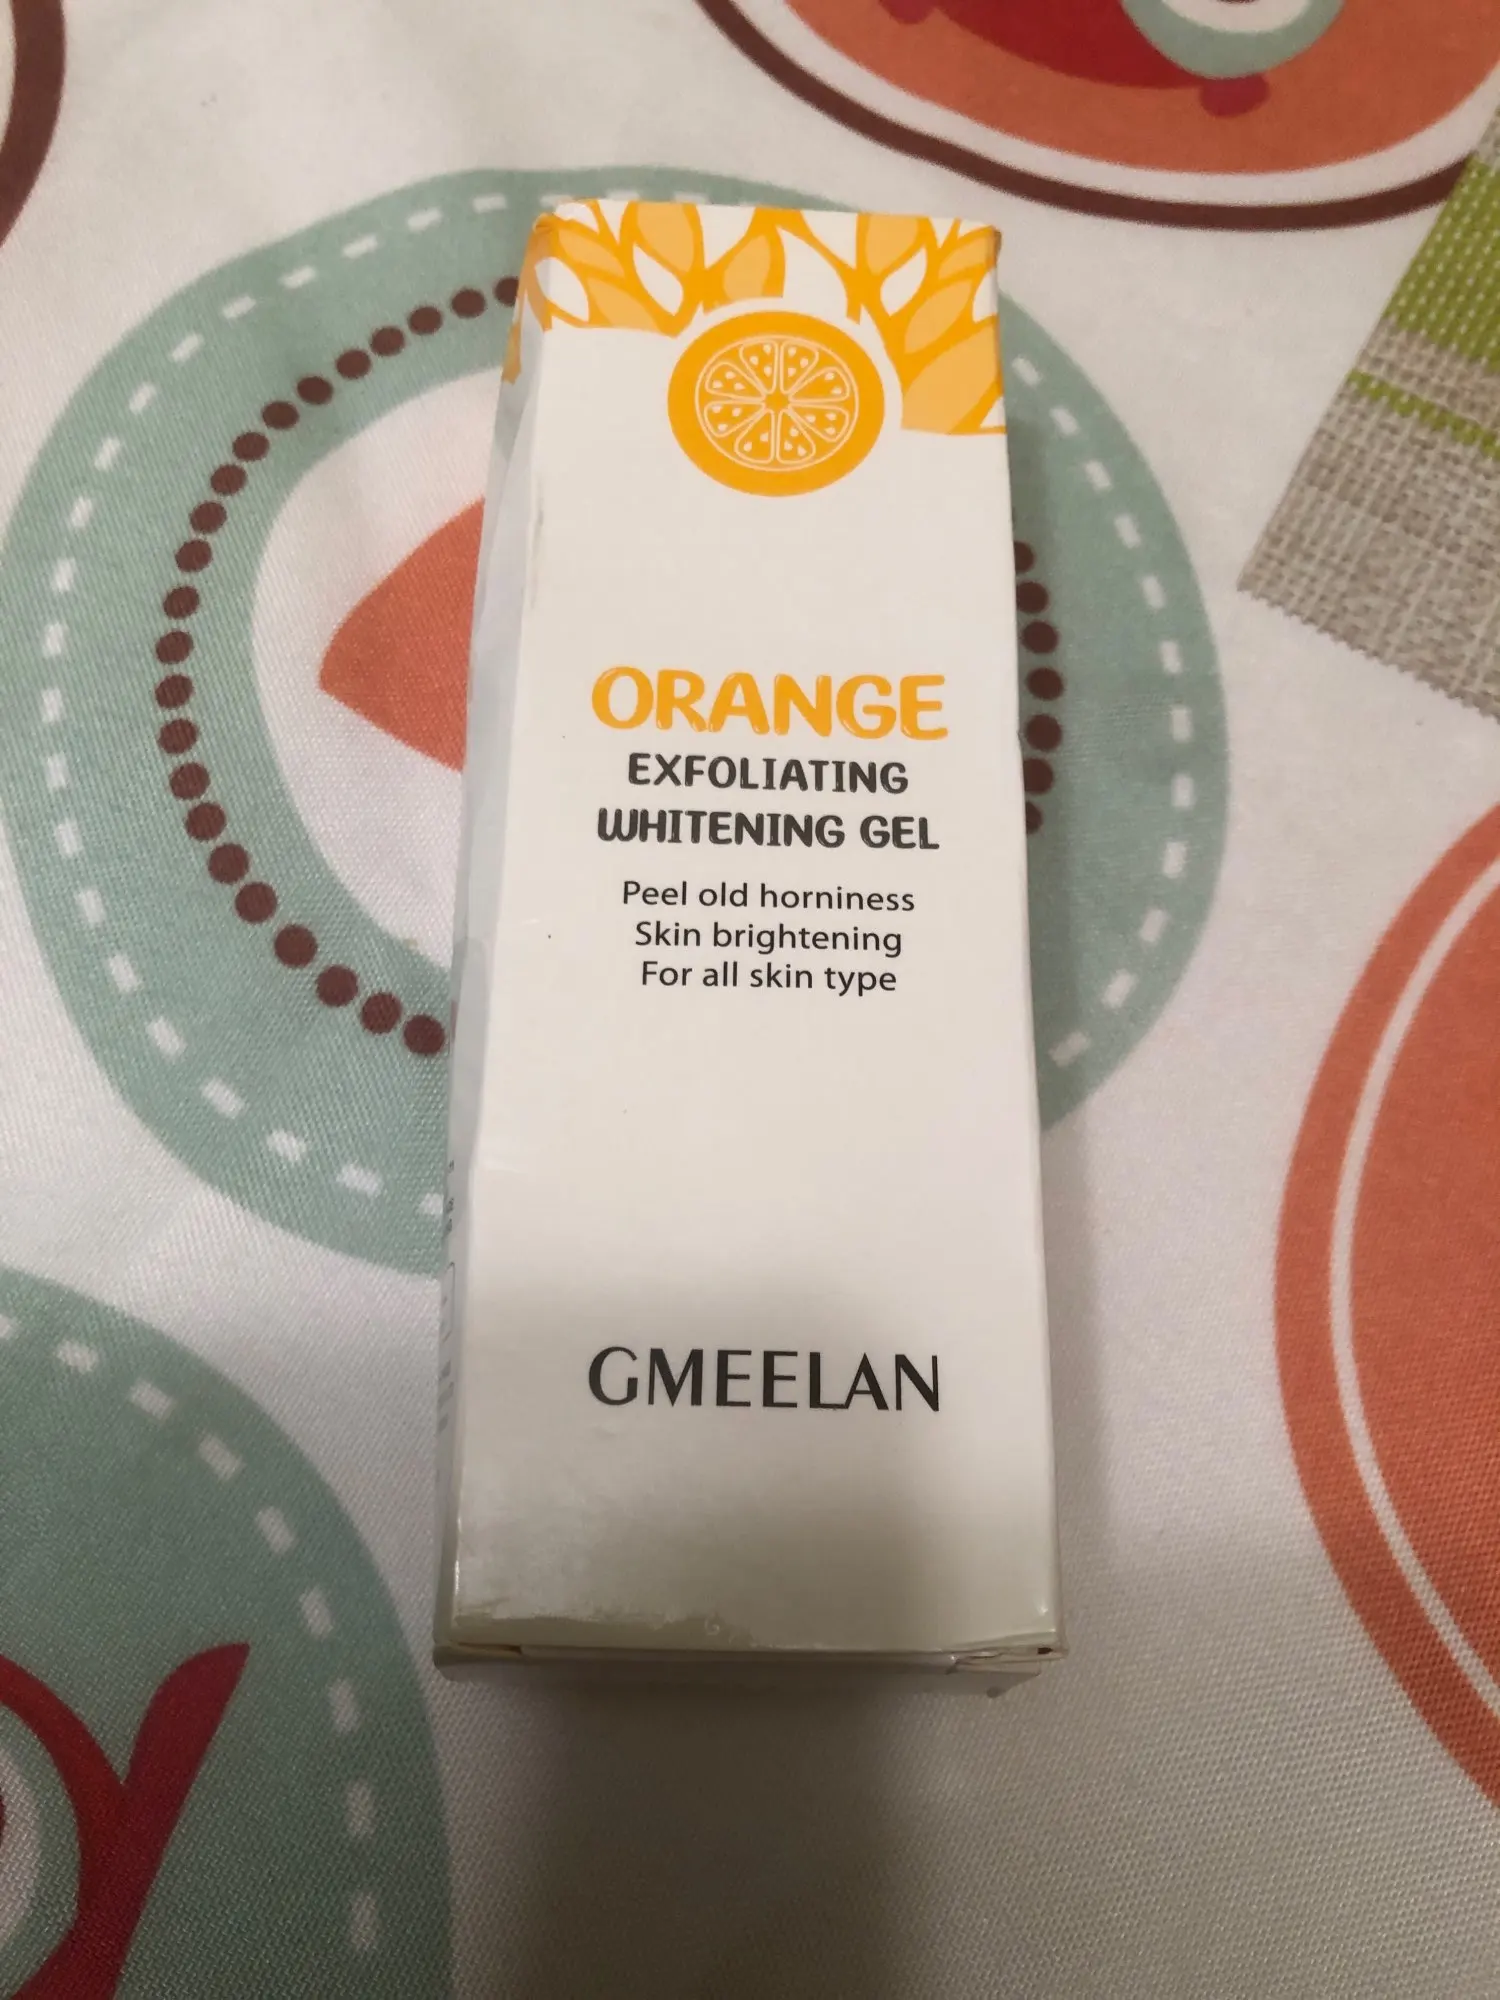 ORANGE
EXFOLIATING
WHITENING GEL
Peel old horniness
Skin brightening
For all skin type
GMEELAN